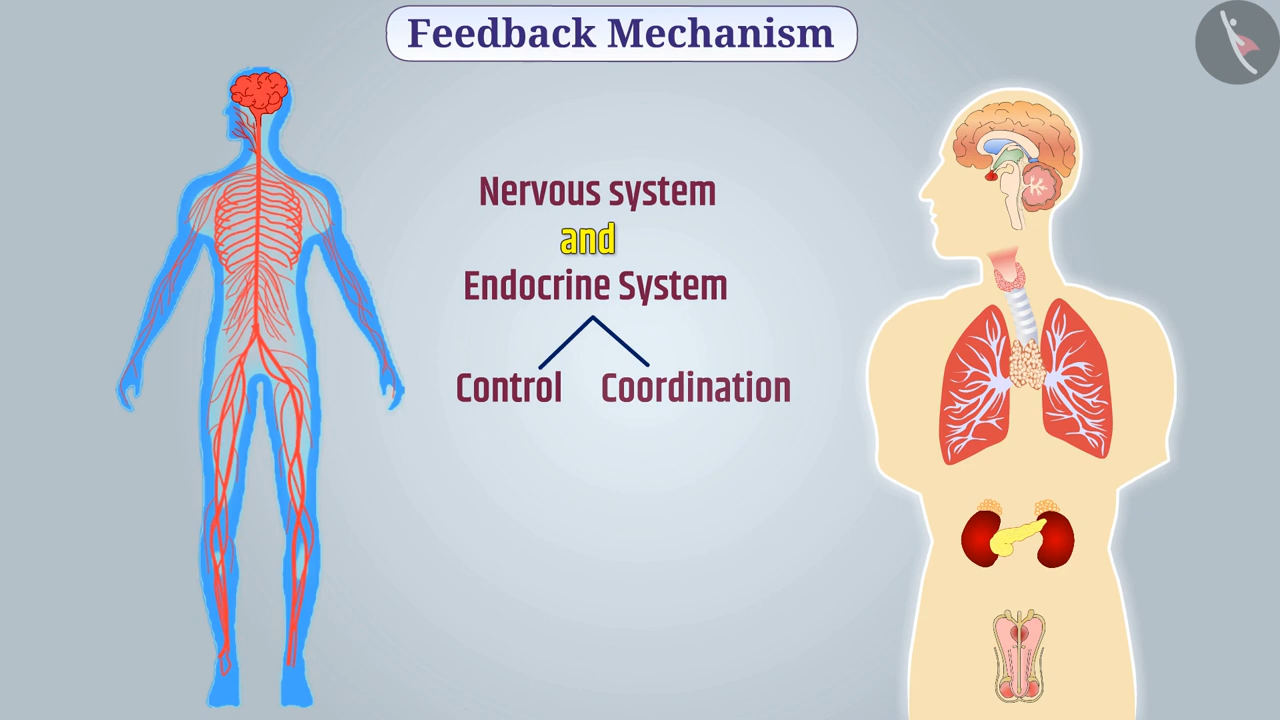 Feedback Mechanism
Nervous system
and
Endocrine System
Control Coordination